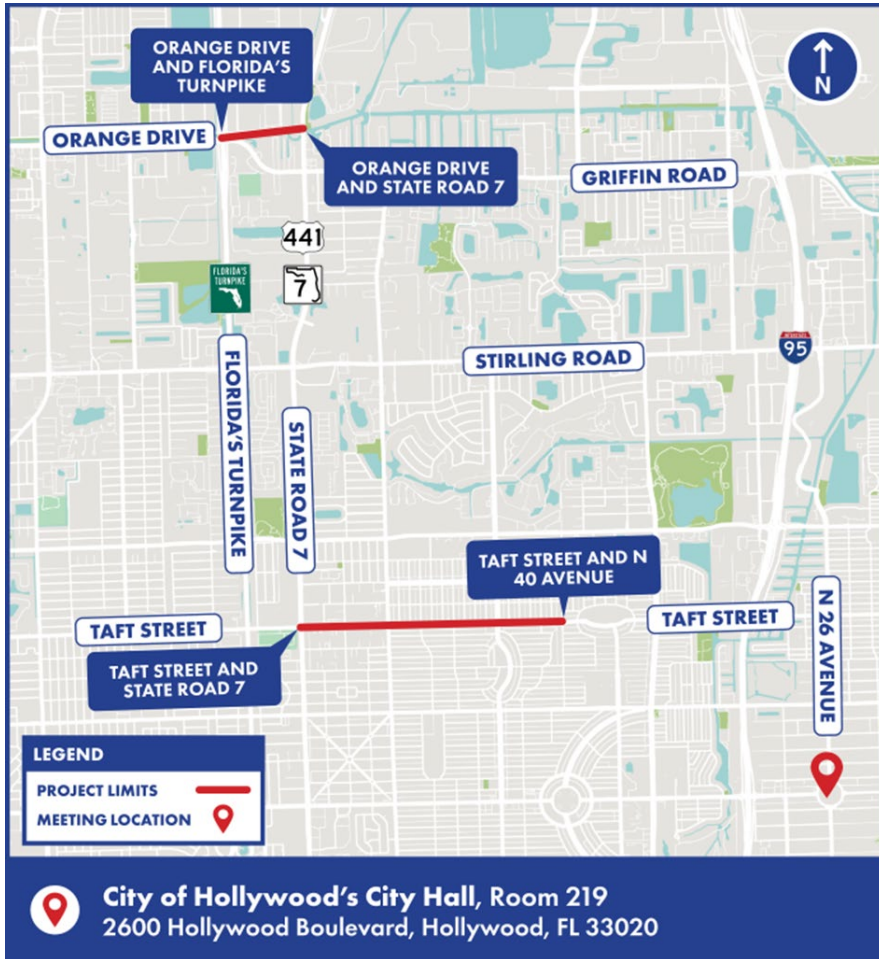 ORANGE DRIVE
AND FLORIDA'S
TURNPIKE
N
ORANGE DRIVE
ORANGE DRIVE
AND STATE ROAD 7
GRIFFIN ROAD
441
FLORIDA'S
TURNPIKE
7
INTERSTATE
95
STIRLING ROAD
FLORIDA'S TURNPIKE
STATE ROAD 7
TAFT STREET AND N
40 AVENUE
TAFT STREET
TAFT STREET
N 26 AVENUE
TAFT STREET AND
STATE ROAD 7
LEGEND
PROJECT LIMITS
MEETING LOCATION
City of Hollywood's City Hall, Room 219
2600 Hollywood Boulevard, Hollywood, FL 33020